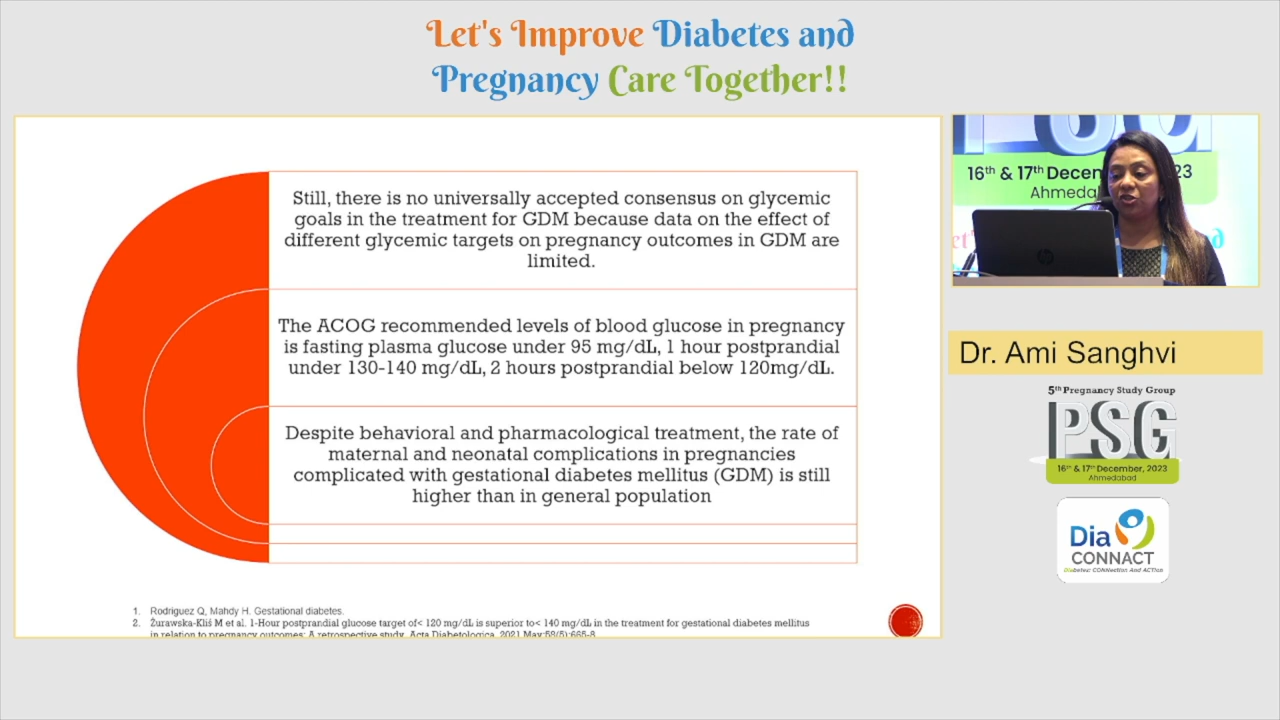 Let's Improve Diabetes and
Pregnancy Care Together!!
Still, there is no universally accepted consensus on glycemic
goals in the treatment for GDM because data on the effect of
different glycemic targets on pregnancy outcomes in GDM are
limited.
The ACOG recommended levels of blood glucose in pregnancy
is fasting plasma glucose under 95 mg/dL, 1 hour postprandial
under 130-140 mg/dL, 2 hours postprandial below 120mg/dL.
Despite behavioral and pharmacological treatment, the rate of
maternal and neonatal complications in pregnancies
complicated with gestational diabetes mellitus (GDM) is still
higher than in general population
1. Rodriguez Q, Mahdy H. Gestational diabetes.
2. Żurawska-Kliś M et al. 1-Hour postprandial glucose target of< 120 mg/dL is superior to< 140 mg/dL in the treatment for gestational diabetes mellitus
in relation to pregnancy outcomes: A retrospective study. Acta Diabetologica. 2021 May;58(5):665-8.
16th & 17th Decem 23
Ahmeda
Dr. Ami Sanghvi
5th Pregnancy Study Group
PSG
16th & 17th December, 2023
Ahmedabad
Dia
CONNACT
Diabetes: CONNection And ACTion